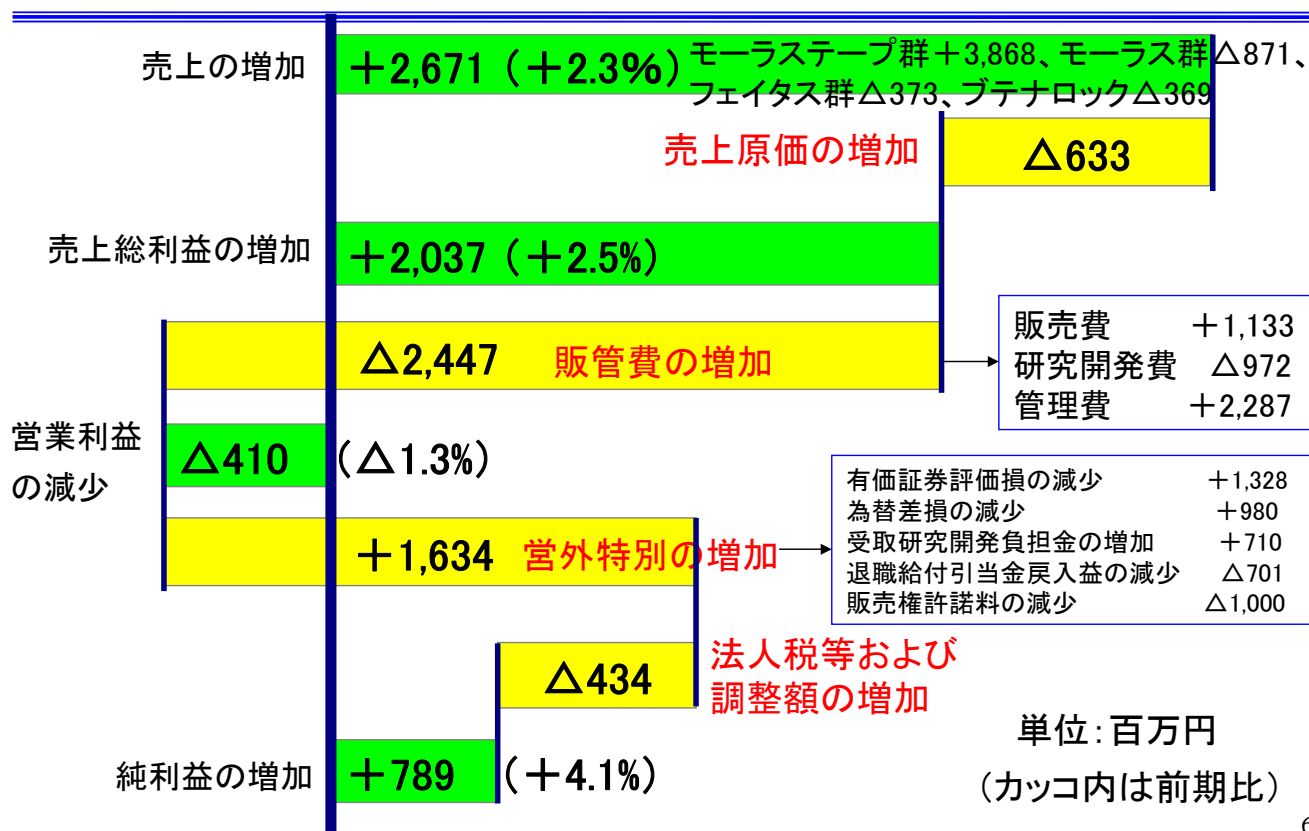 売上の増加
＋2,671（＋2.3%）
モーラステープ群＋3,868、モーラス群△871、
フェイタス群△373、ブテナロック△369
売上原価の増加
△633
売上総利益の増加
＋2,037（＋2.5%）
△2,447
販管費の増加
販売費 ＋1,133
研究開発費 △972
管理費 ＋2,287
営業利益
の減少
△410
（△1.3%）
＋1,634
営外特別の増加
有価証券評価損の減少 ＋1,328
為替差損の減少 ＋980
受取研究開発負担金の増加 ＋710
退職給付引当金戻入益の減少 △701
販売権許諾料の減少 △1,000
△434
法人税等および
調整額の増加
純利益の増加
＋789
（＋4.1%）
単位：百万円
（カッコ内は前期比）
6